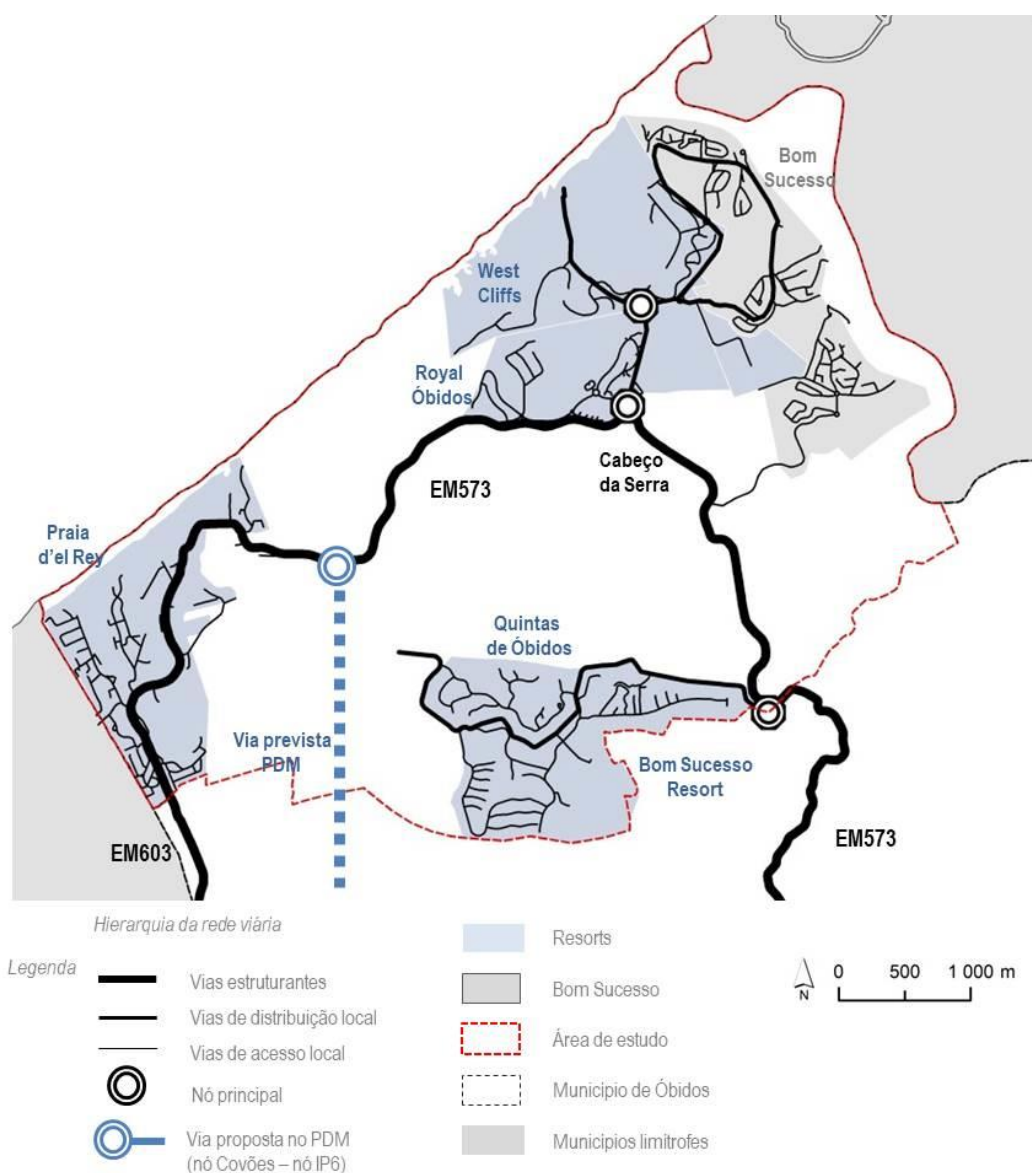 Bom
Sucesso
West
Cliffs
Royal
Óbidos
Cabeço
da Serra
EM573
Praia
d'el Rey
Quintas
de Óbidos
Via prevista
PDM
Bom Sucesso
Resort
EM603
EM573
Hierarquia da rede viária
Legenda
Vias estruturantes
Vias de distribuição local
Vias de acesso local
Nó principal
Via proposta no PDM
(nó Covões – nó IP6)
Resorts
Bom Sucesso
Área de estudo
Municipio de Óbidos
Municipios limitrofes
N
0 500 1 000 m